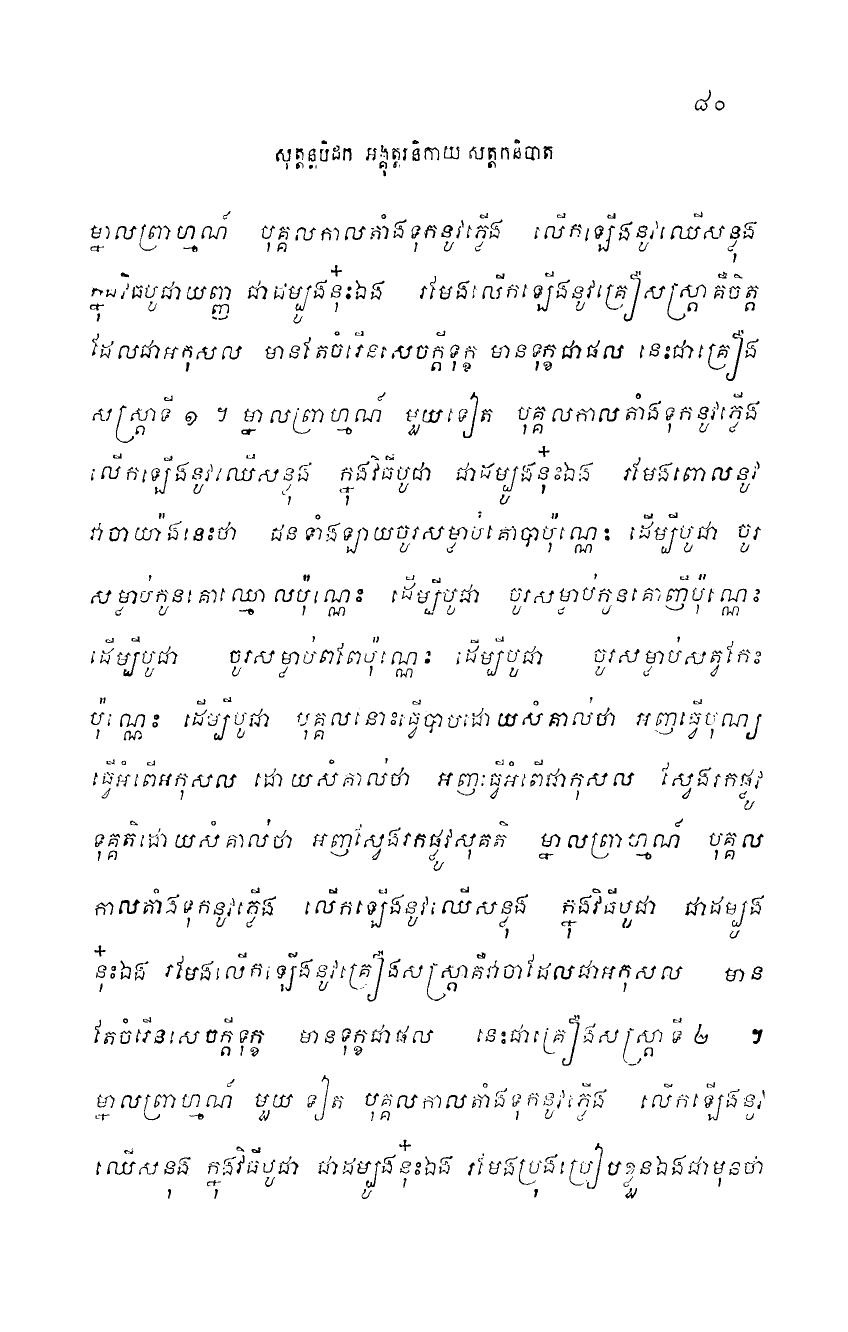 ៨០
សុត្តន្តបិដក អង្គុត្តរនិកាយ សត្តកនិបាត
ម្នាលព្រាហ្មណ៍ បុគ្គលកាលតាំងទុកនូវភ្លើង លើកឡើងនូវឈើសន្ទុង
ក្នុងវិធីបូជាយញ្ញ ជាដម្បូងនុ៎ះឯង រមែងលើកឡើងនូវគ្រឿងសស្ត្រាគឺចិត្ត
ដែលជាអកុសល មានតែចំរើនសេចក្តីទុក្ខ មានទុក្ខជាផល នេះជាគ្រឿង
សស្ត្រាទី ១ ។ ម្នាលព្រាហ្មណ៍ មួយទៀត បុគ្គលកាលតាំងទុកនូវភ្លើង
លើកឡើងនូវឈើសន្ទុង ក្នុងវិធីបូជា ជាដម្បូងនុ៎ះឯង រមែងពោលនូវ
វាចាយ៉ាងនេះថា ជនទាំងឡាយចូរសម្លាប់គោបាប៉ុណ្ណេះ ដើម្បីបូជា ចូរ
សម្លាប់កូនគោឈ្មោលប៉ុណ្ណេះ ដើម្បីបូជា ចូរសម្លាប់កូនគោញីប៉ុណ្ណេះ
ដើម្បីបូជា ចូរសម្លាប់ពពែប៉ុណ្ណេះ ដើម្បីបូជា ចូរសម្លាប់សត្វកែះ
ប៉ុណ្ណេះ ដើម្បីបូជា បុគ្គលនោះធ្វើបាបដោយសំគាល់ថា អញធ្វើបុណ្យ
ធ្វើអំពើអកុសល ដោយសំគាល់ថា អញធ្វើអំពើជាកុសល ស្វែងរកផ្លូវ
ទុគ្គតិដោយសំគាល់ថា អញស្វែងរកផ្លូវសុគតិ ម្នាលព្រាហ្មណ៍ បុគ្គល
កាលតាំងទុកនូវភ្លើង លើកឡើងនូវឈើសន្ទុង ក្នុងវិធីបូជា ជាដម្បូង
នុ៎ះឯង រមែងលើកឡើងនូវគ្រឿងសស្ត្រាគឺវាចាដែលជាអកុសល មាន
តែចំរើនសេចក្តីទុក្ខ មានទុក្ខជាផល នេះជាគ្រឿងសស្ត្រាទី ២ ។
ម្នាលព្រាហ្មណ៍ មួយ ទៀត បុគ្គលកាលតាំងទុកនូវភ្លើង លើកឡើងនូវ
ឈើសន្ទុង ក្នុងវិធីបូជា ជាដម្បូងនុ៎ះឯង រមែងប្រុងប្រៀបខ្លួនឯងជាមុនថា